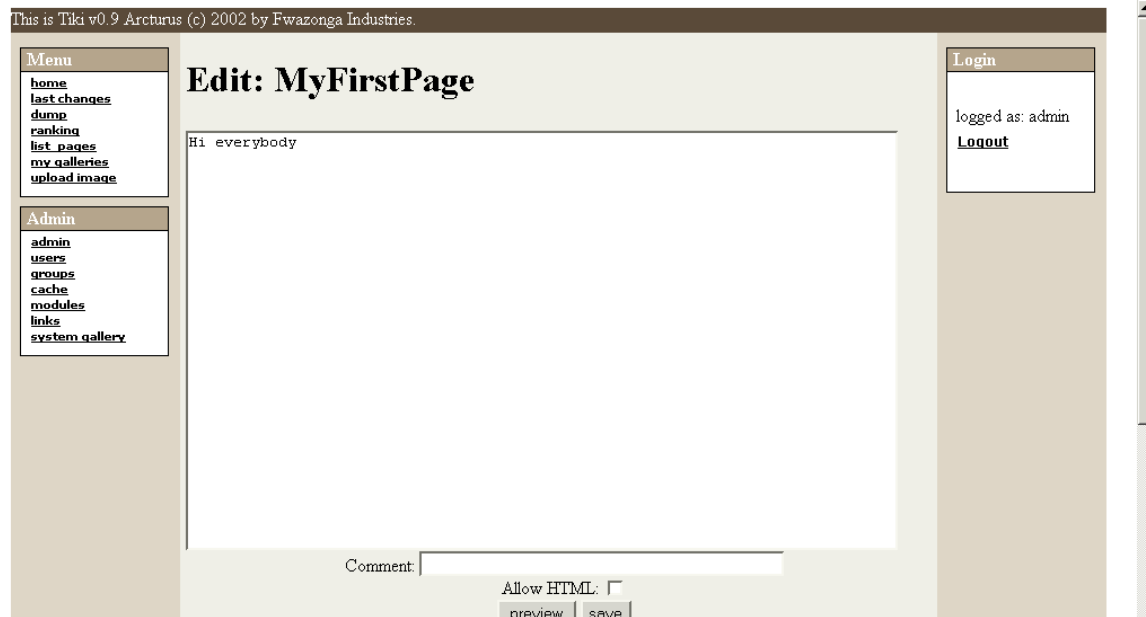 This is Tiki v0.9 Arcturus (c) 2002 by Fwazonga Industries.
Menu
home
last changes
dump
ranking
list pages
my galleries
upload image
Admin
admin
users
groups
cache
modules
links
system gallery
Edit: MyFirstPage
Hi everybody
Comment:
Allow HTML:
preview save
Login
logged as: admin
Logout